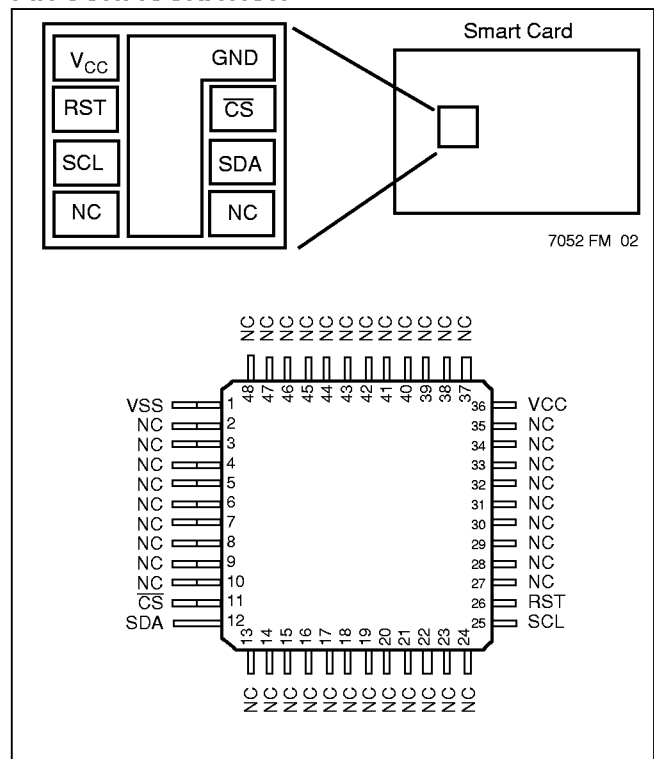 Smart Card
V_CC GND
RST C̅S̅
SCL SDA
NC NC
7052 FM 02
NC NC NC NC NC NC NC NC NC NC NC NC
48 47 46 45 44 43 42 41 40 39 38 37
VSS 1 36 VCC
NC 2 35 NC
NC 3 34 NC
NC 4 33 NC
NC 5 32 NC
NC 6 31 NC
NC 7 30 NC
NC 8 29 NC
NC 9 28 NC
NC 10 27 NC
C̅S̅ 11 26 RST
SDA 12 25 SCL
13 14 15 16 17 18 19 20 21 22 23 24
NC NC NC NC NC NC NC NC NC NC NC NC